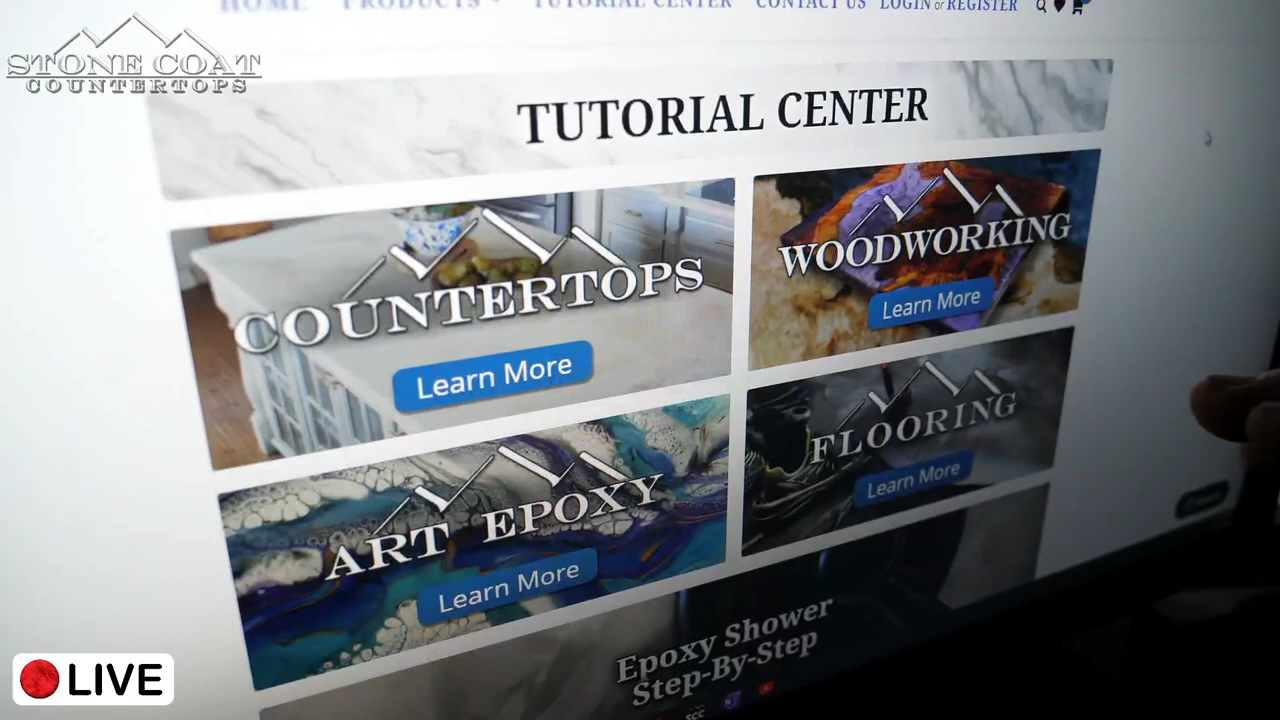 HOME PRODUCTS TUTORIAL CENTER CONTACT US LOGIN or REGISTER
STONE COAT
COUNTERTOPS
TUTORIAL CENTER
COUNTERTOPS
Learn More
WOODWORKING
Learn More
ART EPOXY
Learn More
FLOORING
Learn More
Epoxy Shower
Step-By-Step
SCC
LIVE